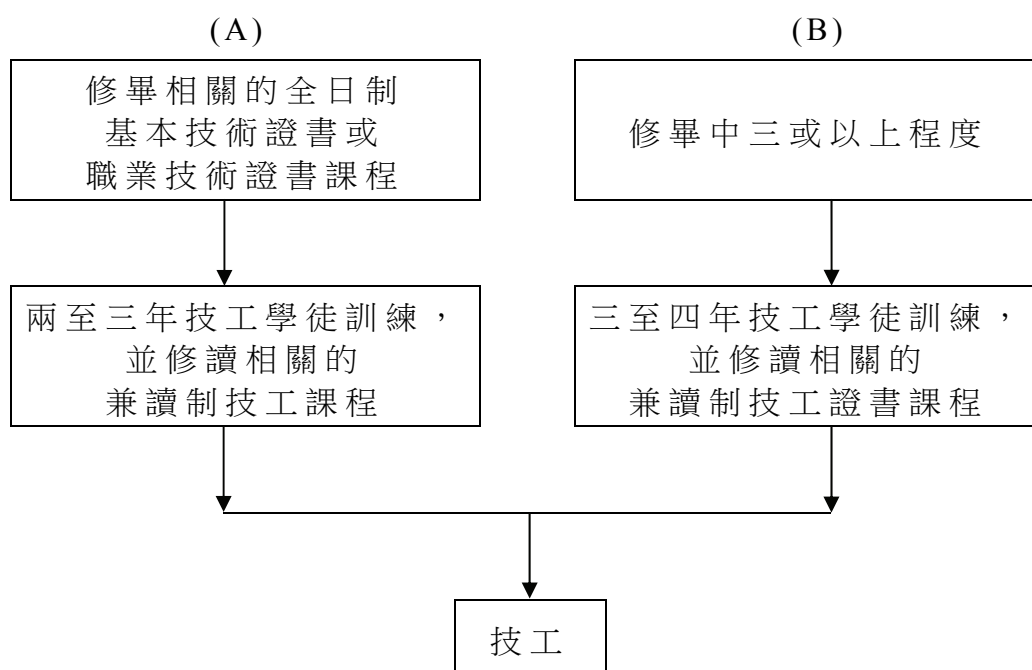 (A)
修畢相關的全日制
基本技術證書或
職業技術證書課程
兩至三年技工學徒訓練，
並修讀相關的
兼讀制技工課程
(B)
修畢中三或以上程度
三至四年技工學徒訓練，
並修讀相關的
兼讀制技工證書課程
技工